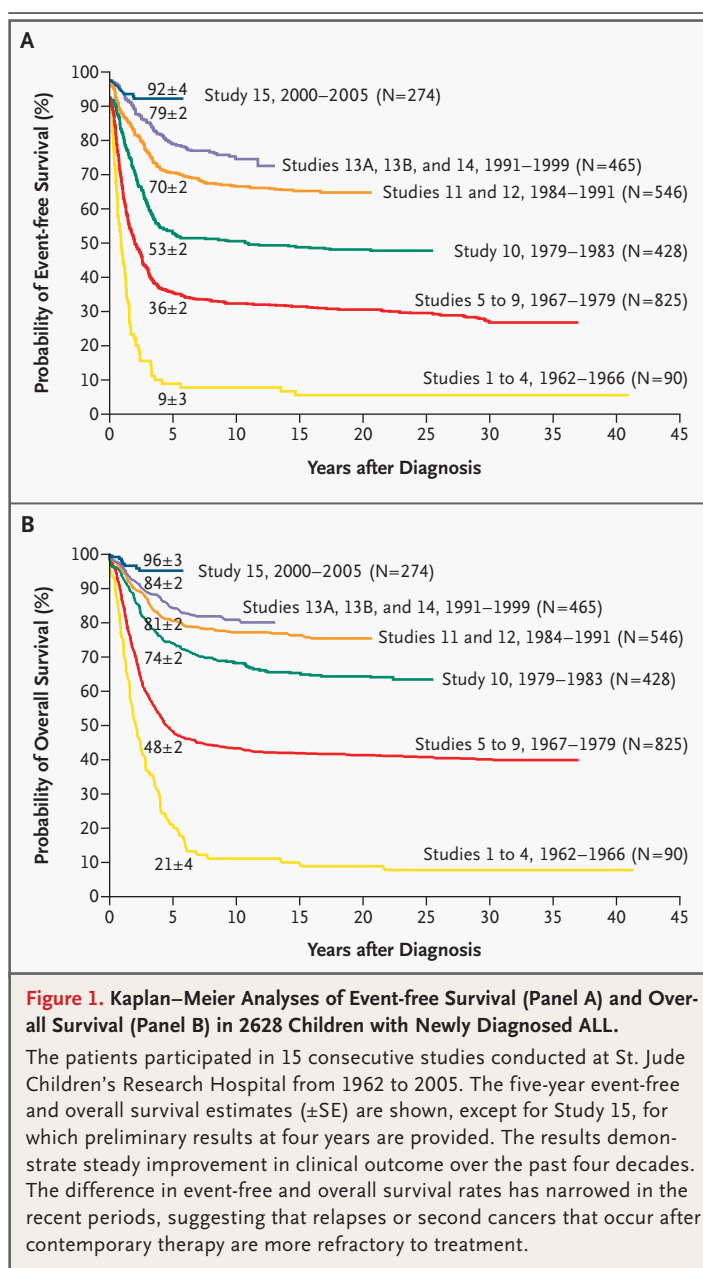 A
Probability of Event-free Survival (%)
100
90
80
70
60
50
40
30
20
10
0
92±4
Study 15, 2000–2005 (N=274)
79±2
Studies 13A, 13B, and 14, 1991–1999 (N=465)
70±2
Studies 11 and 12, 1984–1991 (N=546)
53±2
Study 10, 1979–1983 (N=428)
36±2
Studies 5 to 9, 1967–1979 (N=825)
9±3
Studies 1 to 4, 1962–1966 (N=90)
0 5 10 15 20 25 30 35 40 45
Years after Diagnosis
B
Probability of Overall Survival (%)
100
90
80
70
60
50
40
30
20
10
0
96±3
Study 15, 2000–2005 (N=274)
84±2
Studies 13A, 13B, and 14, 1991–1999 (N=465)
81±2
Studies 11 and 12, 1984–1991 (N=546)
74±2
Study 10, 1979–1983 (N=428)
48±2
Studies 5 to 9, 1967–1979 (N=825)
21±4
Studies 1 to 4, 1962–1966 (N=90)
0 5 10 15 20 25 30 35 40 45
Years after Diagnosis
Figure 1. Kaplan–Meier Analyses of Event-free Survival (Panel A) and Over-
all Survival (Panel B) in 2628 Children with Newly Diagnosed ALL.
The patients participated in 15 consecutive studies conducted at St. Jude
Children's Research Hospital from 1962 to 2005. The five-year event-free
and overall survival estimates (±SE) are shown, except for Study 15, for
which preliminary results at four years are provided. The results demon-
strate steady improvement in clinical outcome over the past four decades.
The difference in event-free and overall survival rates has narrowed in the
recent periods, suggesting that relapses or second cancers that occur after
contemporary therapy are more refractory to treatment.